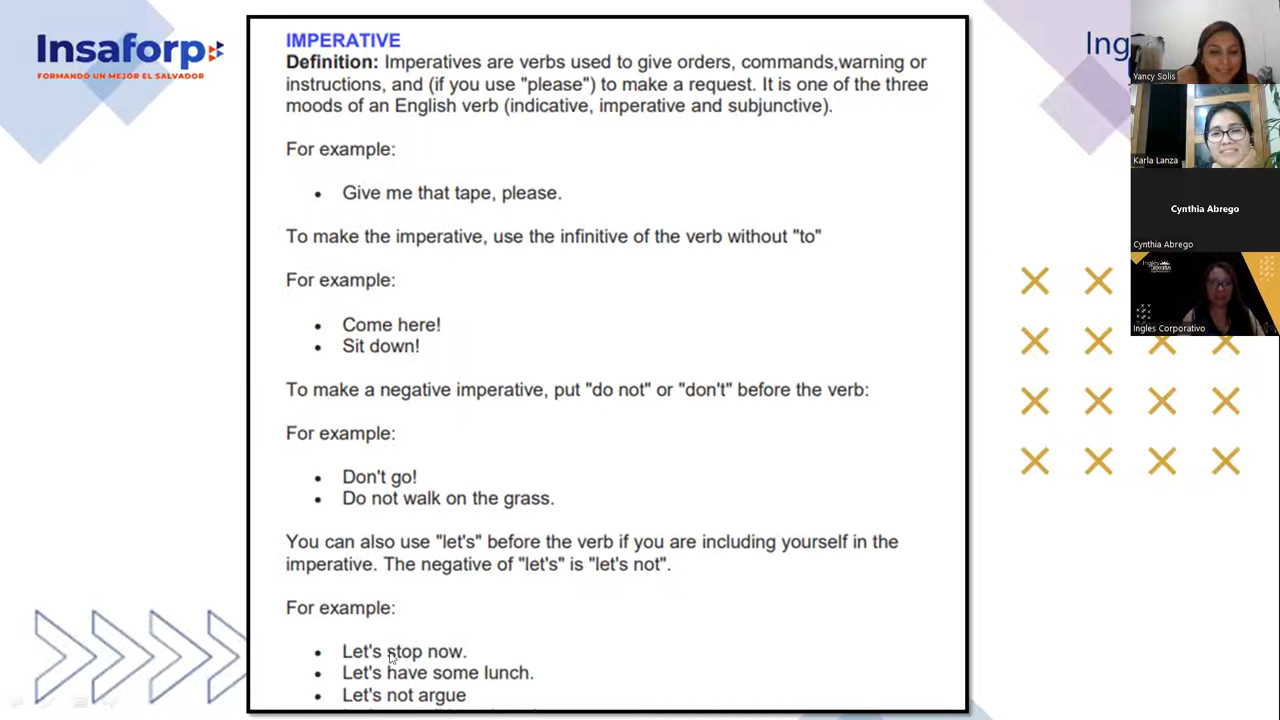 Insaforp
FORMANDO UN MEJOR EL SALVADOR
IMPERATIVE
Definition: Imperatives are verbs used to give orders, commands,warning or
instructions, and (if you use "please") to make a request. It is one of the three
moods of an English verb (indicative, imperative and subjunctive).
For example:
• Give me that tape, please.
To make the imperative, use the infinitive of the verb without "to"
For example:
• Come here!
• Sit down!
To make a negative imperative, put "do not" or "don't" before the verb:
For example:
• Don't go!
• Do not walk on the grass.
You can also use "let's" before the verb if you are including yourself in the
imperative. The negative of "let's" is "let's not".
For example:
• Let's stop now.
• Let's have some lunch.
• Let's not argue
Ing
Yancy Solis
Karla Lanza
Cynthia Abrego
Cynthia Abrego
Ingles Corporativo